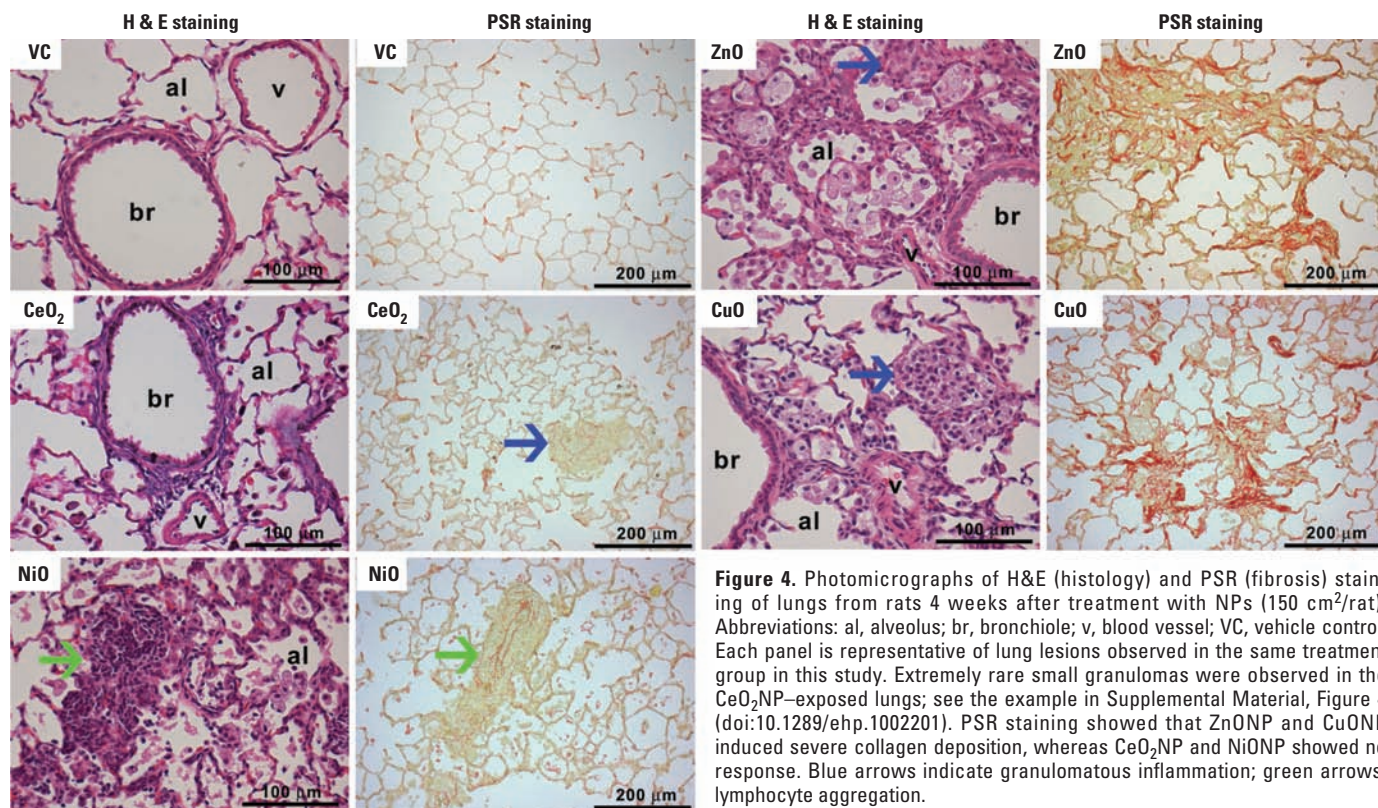 H & E staining
PSR staining
H & E staining
PSR staining
VC
al
v
br
100 µm
VC
200 µm
ZnO
al
br
v
100 µm
ZnO
200 µm
CeO2
br
al
v
100 µm
CeO2
200 µm
CuO
br
v
al
100 µm
CuO
200 µm
NiO
al
100 µm
NiO
200 µm
Figure 4. Photomicrographs of H&E (histology) and PSR (fibrosis) stain
ing of lungs from rats 4 weeks after treatment with NPs (150 cm²/rat)
Abbreviations: al, alveolus; br, bronchiole; v, blood vessel; VC, vehicle contro
Each panel is representative of lung lesions observed in the same treatmen
group in this study. Extremely rare small granulomas were observed in the
CeO2NP–exposed lungs; see the example in Supplemental Material, Figure
(doi:10.1289/ehp.1002201). PSR staining showed that ZnONP and CuONP
induced severe collagen deposition, whereas CeO2NP and NiONP showed no
response. Blue arrows indicate granulomatous inflammation; green arrows
lymphocyte aggregation.